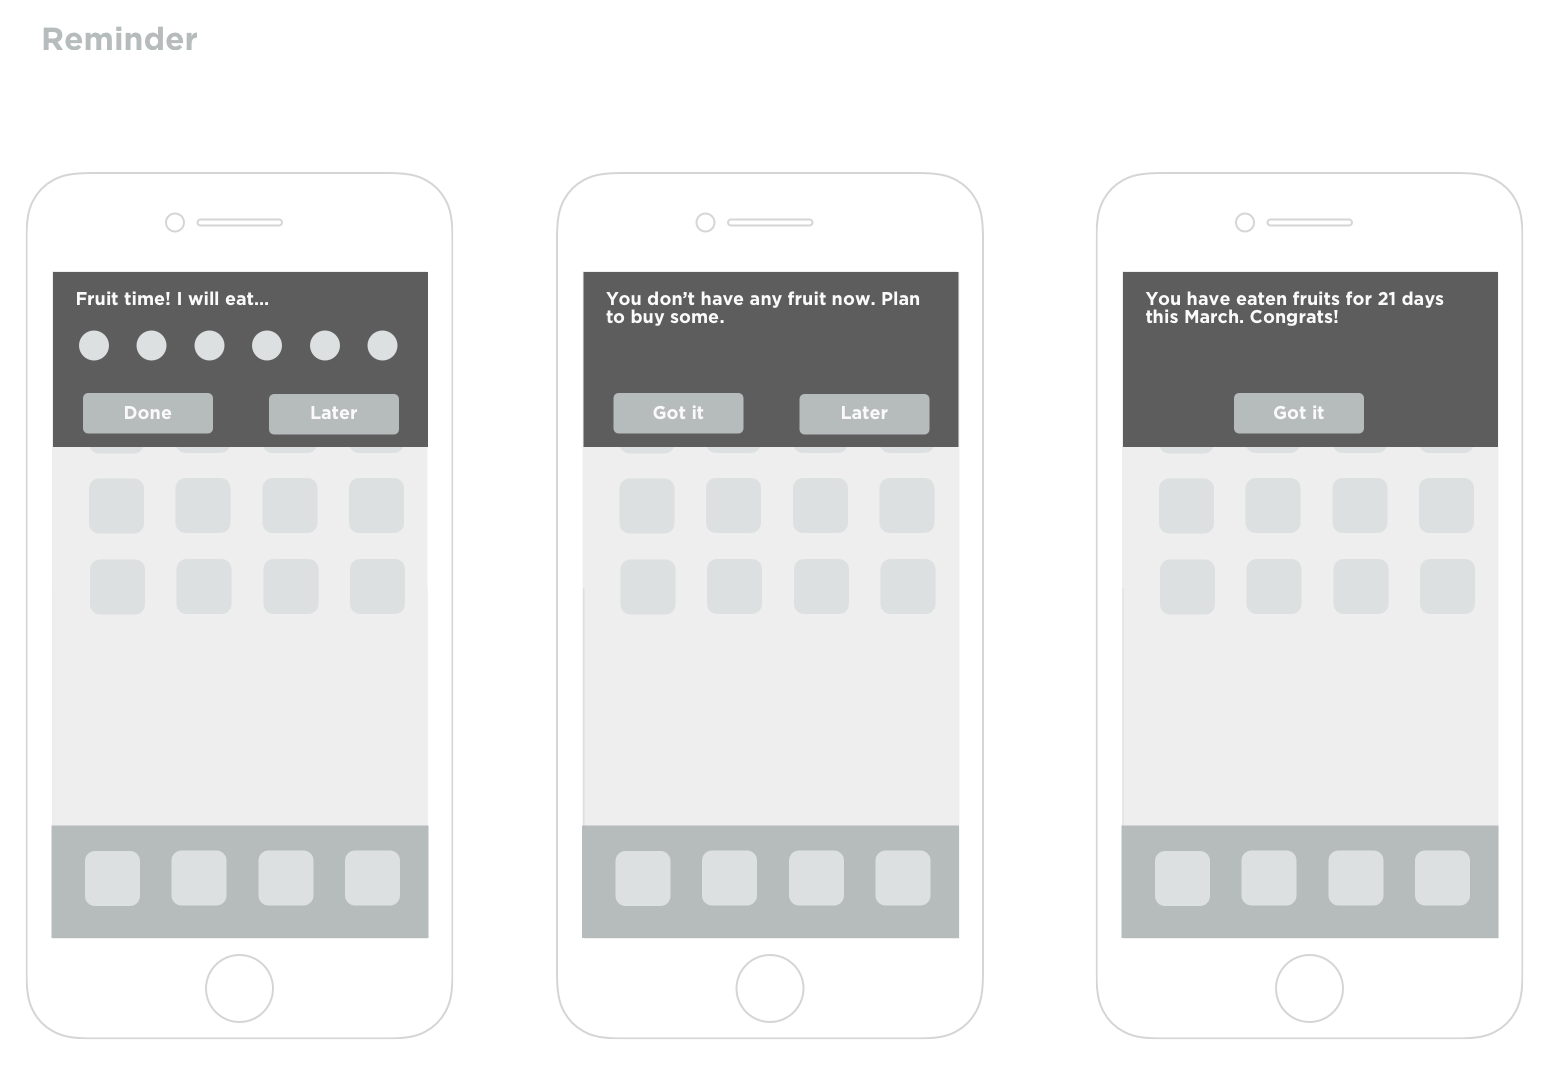 Reminder
Fruit time! I will eat...
Done
Later
You don't have any fruit now. Plan
to buy some.
Got it
Later
You have eaten fruits for 21 days
this March. Congrats!
Got it